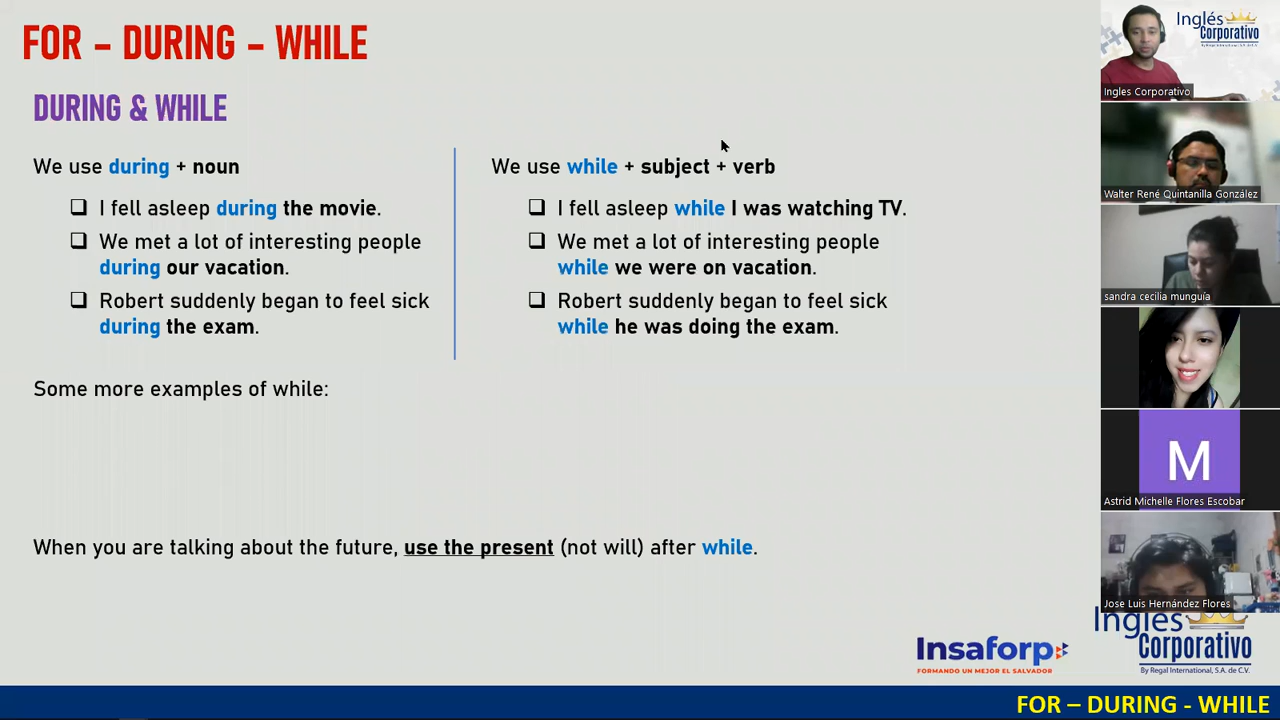 FOR – DURING – WHILE
DURING & WHILE
We use during + noun
❑ I fell asleep during the movie.
❑ We met a lot of interesting people
during our vacation.
❑ Robert suddenly began to feel sick
during the exam.
We use while + subject + verb
❑ I fell asleep while I was watching TV.
❑ We met a lot of interesting people
while we were on vacation.
❑ Robert suddenly began to feel sick
while he was doing the exam.
Some more examples of while:
When you are talking about the future, use the present (not will) after while.
Inglés
Corporativo
By Regal International, S.A. de C.V.
Ingles Corporativo
Walter René Quintanilla González
sandra cecilia munguía
M
Astrid Michelle Flores Escobar
Jose Luis Hernández Flores
Insaforp
FORMANDO UN MEJOR EL SALVADOR
Inglés
Corporativo
By Regal International, S.A. de C.V.
FOR – DURING - WHILE